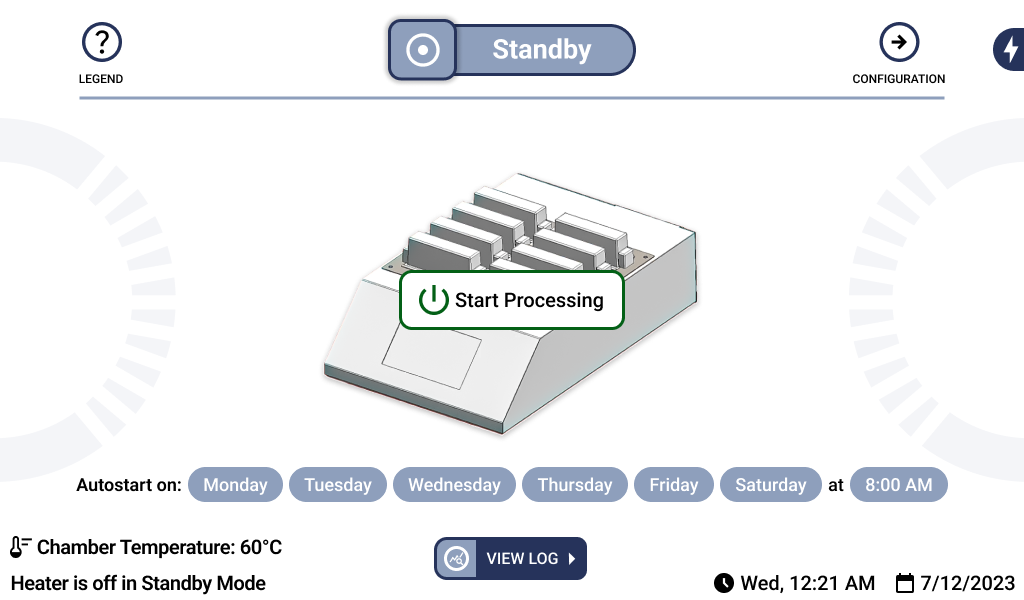 ?
LEGEND
Standby
CONFIGURATION
Start Processing
Autostart on: Monday Tuesday Wednesday Thursday Friday Saturday at 8:00 AM
Chamber Temperature: 60°C
Heater is off in Standby Mode
VIEW LOG
Wed, 12:21 AM 7/12/2023